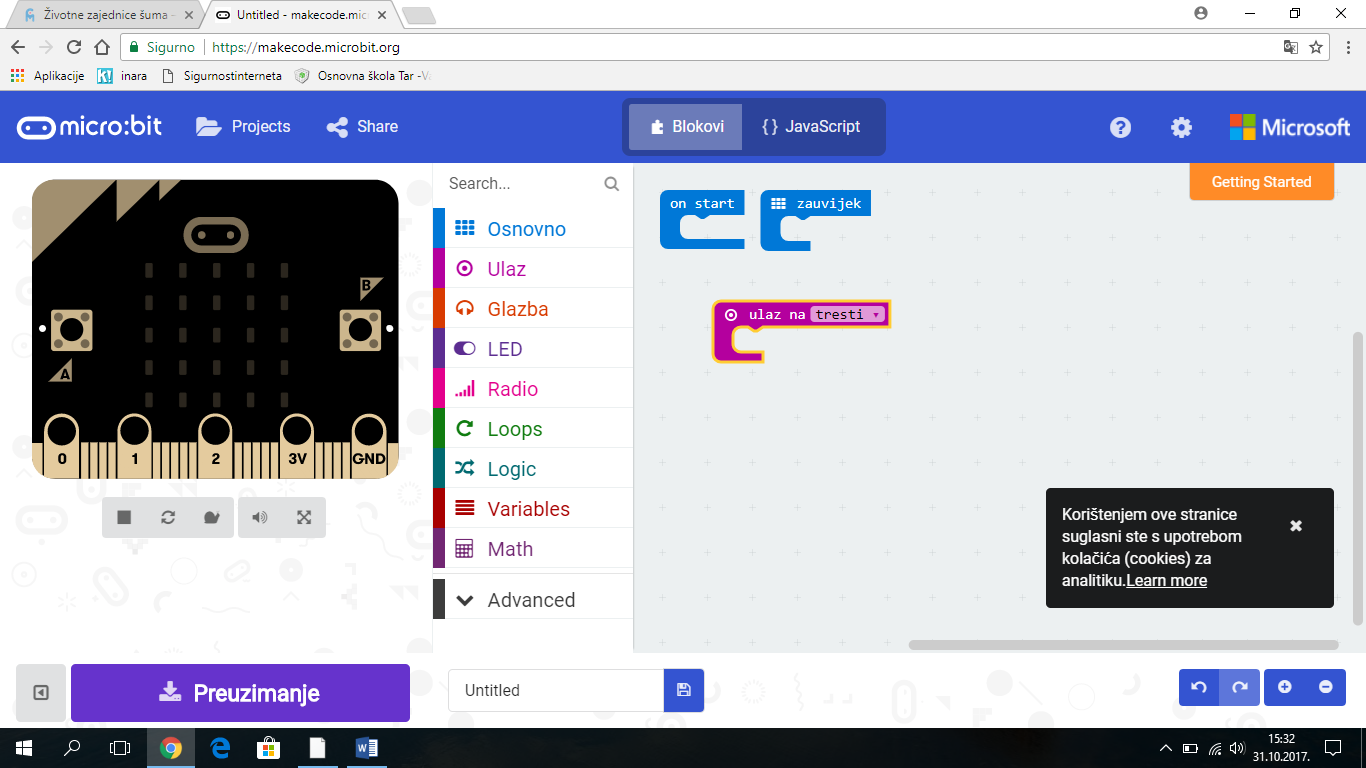 Životne zajednice šuma -
Untitled - makecode.mic
Sigurno
https://makecode.microbit.org
Aplikacije
inara
Sigurnostinterneta
Osnovna škola Tar -Va
micro:bit
Projects
Share
Blokovi
{} JavaScript
Microsoft
Search...
Getting Started
Osnovno
Ulaz
Glazba
LED
Radio
Loops
Logic
Variables
Math
Advanced
on start
zauvijek
ulaz na tresti
B
A
0 1 2 3V GND
Korištenjem ove stranice
suglasni ste s upotrebom
kolačića (cookies) za
analitiku.Learn more
Preuzimanje
Untitled
15:32
31.10.2017.